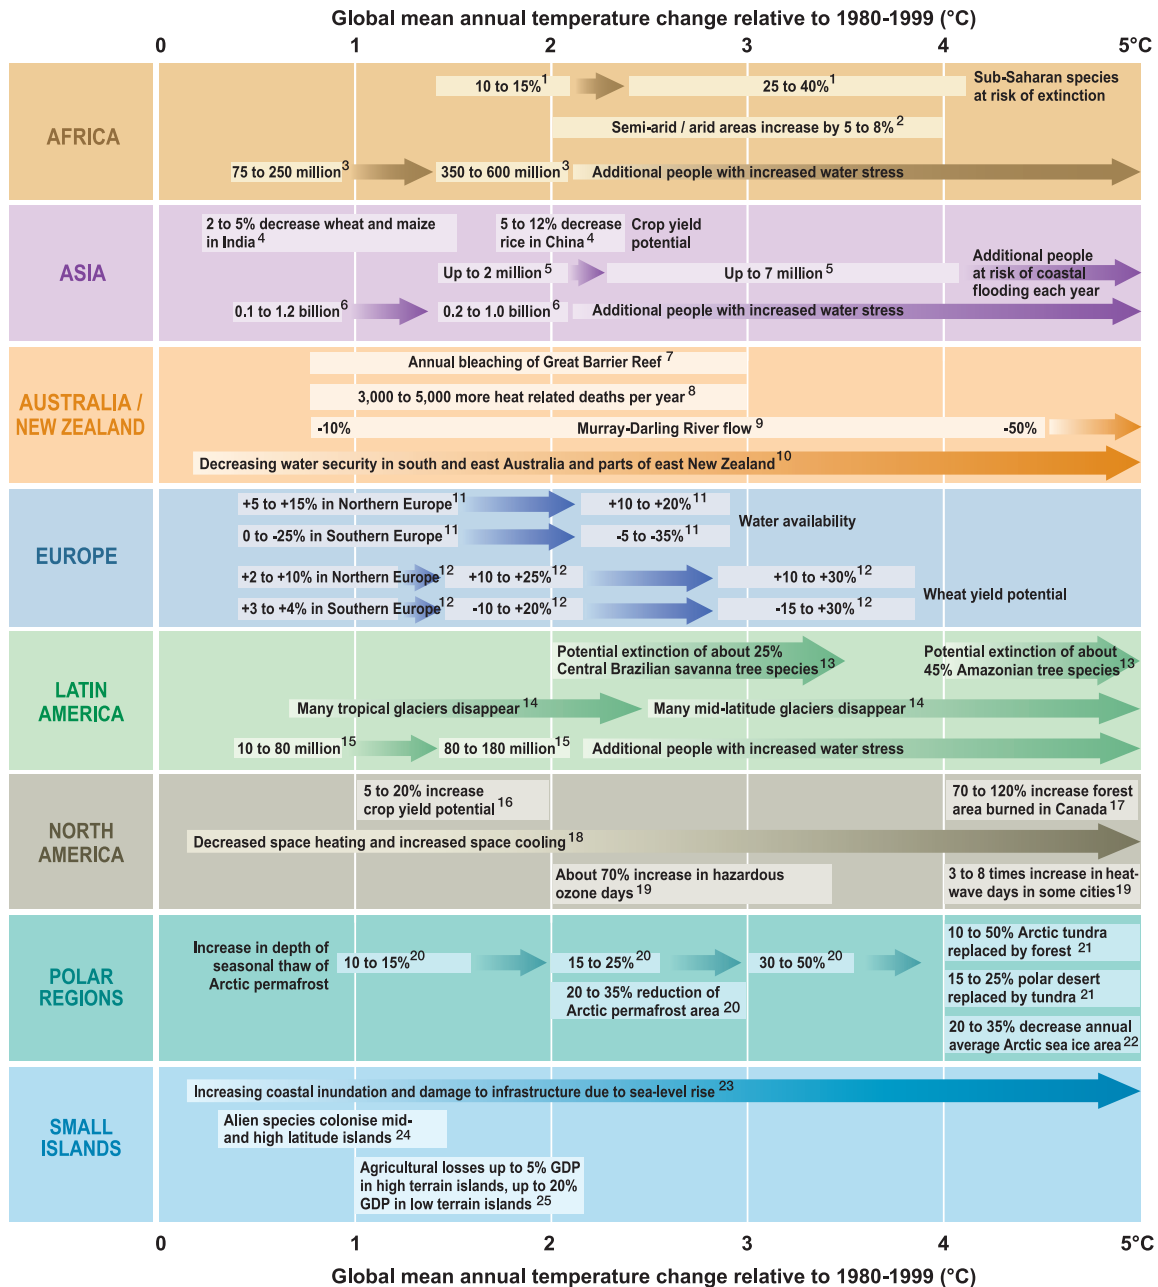 Global mean annual temperature change relative to 1980-1999 (°C)
0 1 2 3 4 5°C
AFRICA
10 to 15%1
25 to 40%1
Sub-Saharan species
at risk of extinction
Semi-arid / arid areas increase by 5 to 8%2
75 to 250 million3
350 to 600 million3
Additional people with increased water stress
ASIA
2 to 5% decrease wheat and maize
in India4
5 to 12% decrease
rice in China4
Crop yield
potential
Up to 2 million5
Up to 7 million5
Additional people
at risk of coastal
flooding each year
0.1 to 1.2 billion6
0.2 to 1.0 billion6
Additional people with increased water stress
AUSTRALIA /
NEW ZEALAND
Annual bleaching of Great Barrier Reef7
3,000 to 5,000 more heat related deaths per year8
-10% Murray-Darling River flow9 -50%
Decreasing water security in south and east Australia and parts of east New Zealand10
EUROPE
+5 to +15% in Northern Europe11
+10 to +20%11
0 to -25% in Southern Europe11
-5 to -35%11
Water availability
+2 to +10% in Northern Europe12
+10 to +25%12
+10 to +30%12
+3 to +4% in Southern Europe12
-10 to +20%12
-15 to +30%12
Wheat yield potential
LATIN
AMERICA
Potential extinction of about 25%
Central Brazilian savanna tree species13
Potential extinction of about
45% Amazonian tree species13
Many tropical glaciers disappear14
Many mid-latitude glaciers disappear14
10 to 80 million15
80 to 180 million15
Additional people with increased water stress
NORTH
AMERICA
5 to 20% increase
crop yield potential16
70 to 120% increase forest
area burned in Canada17
Decreased space heating and increased space cooling18
About 70% increase in hazardous
ozone days19
3 to 8 times increase in heat-
wave days in some cities19
POLAR
REGIONS
Increase in depth of
seasonal thaw of
Arctic permafrost
10 to 15%20
15 to 25%20
30 to 50%20
10 to 50% Arctic tundra
replaced by forest21
20 to 35% reduction of
Arctic permafrost area20
15 to 25% polar desert
replaced by tundra21
20 to 35% decrease annual
average Arctic sea ice area22
SMALL
ISLANDS
Increasing coastal inundation and damage to infrastructure due to sea-level rise23
Alien species colonise mid-
and high latitude islands24
Agricultural losses up to 5% GDP
in high terrain islands, up to 20%
GDP in low terrain islands25
0 1 2 3 4 5°C
Global mean annual temperature change relative to 1980-1999 (°C)